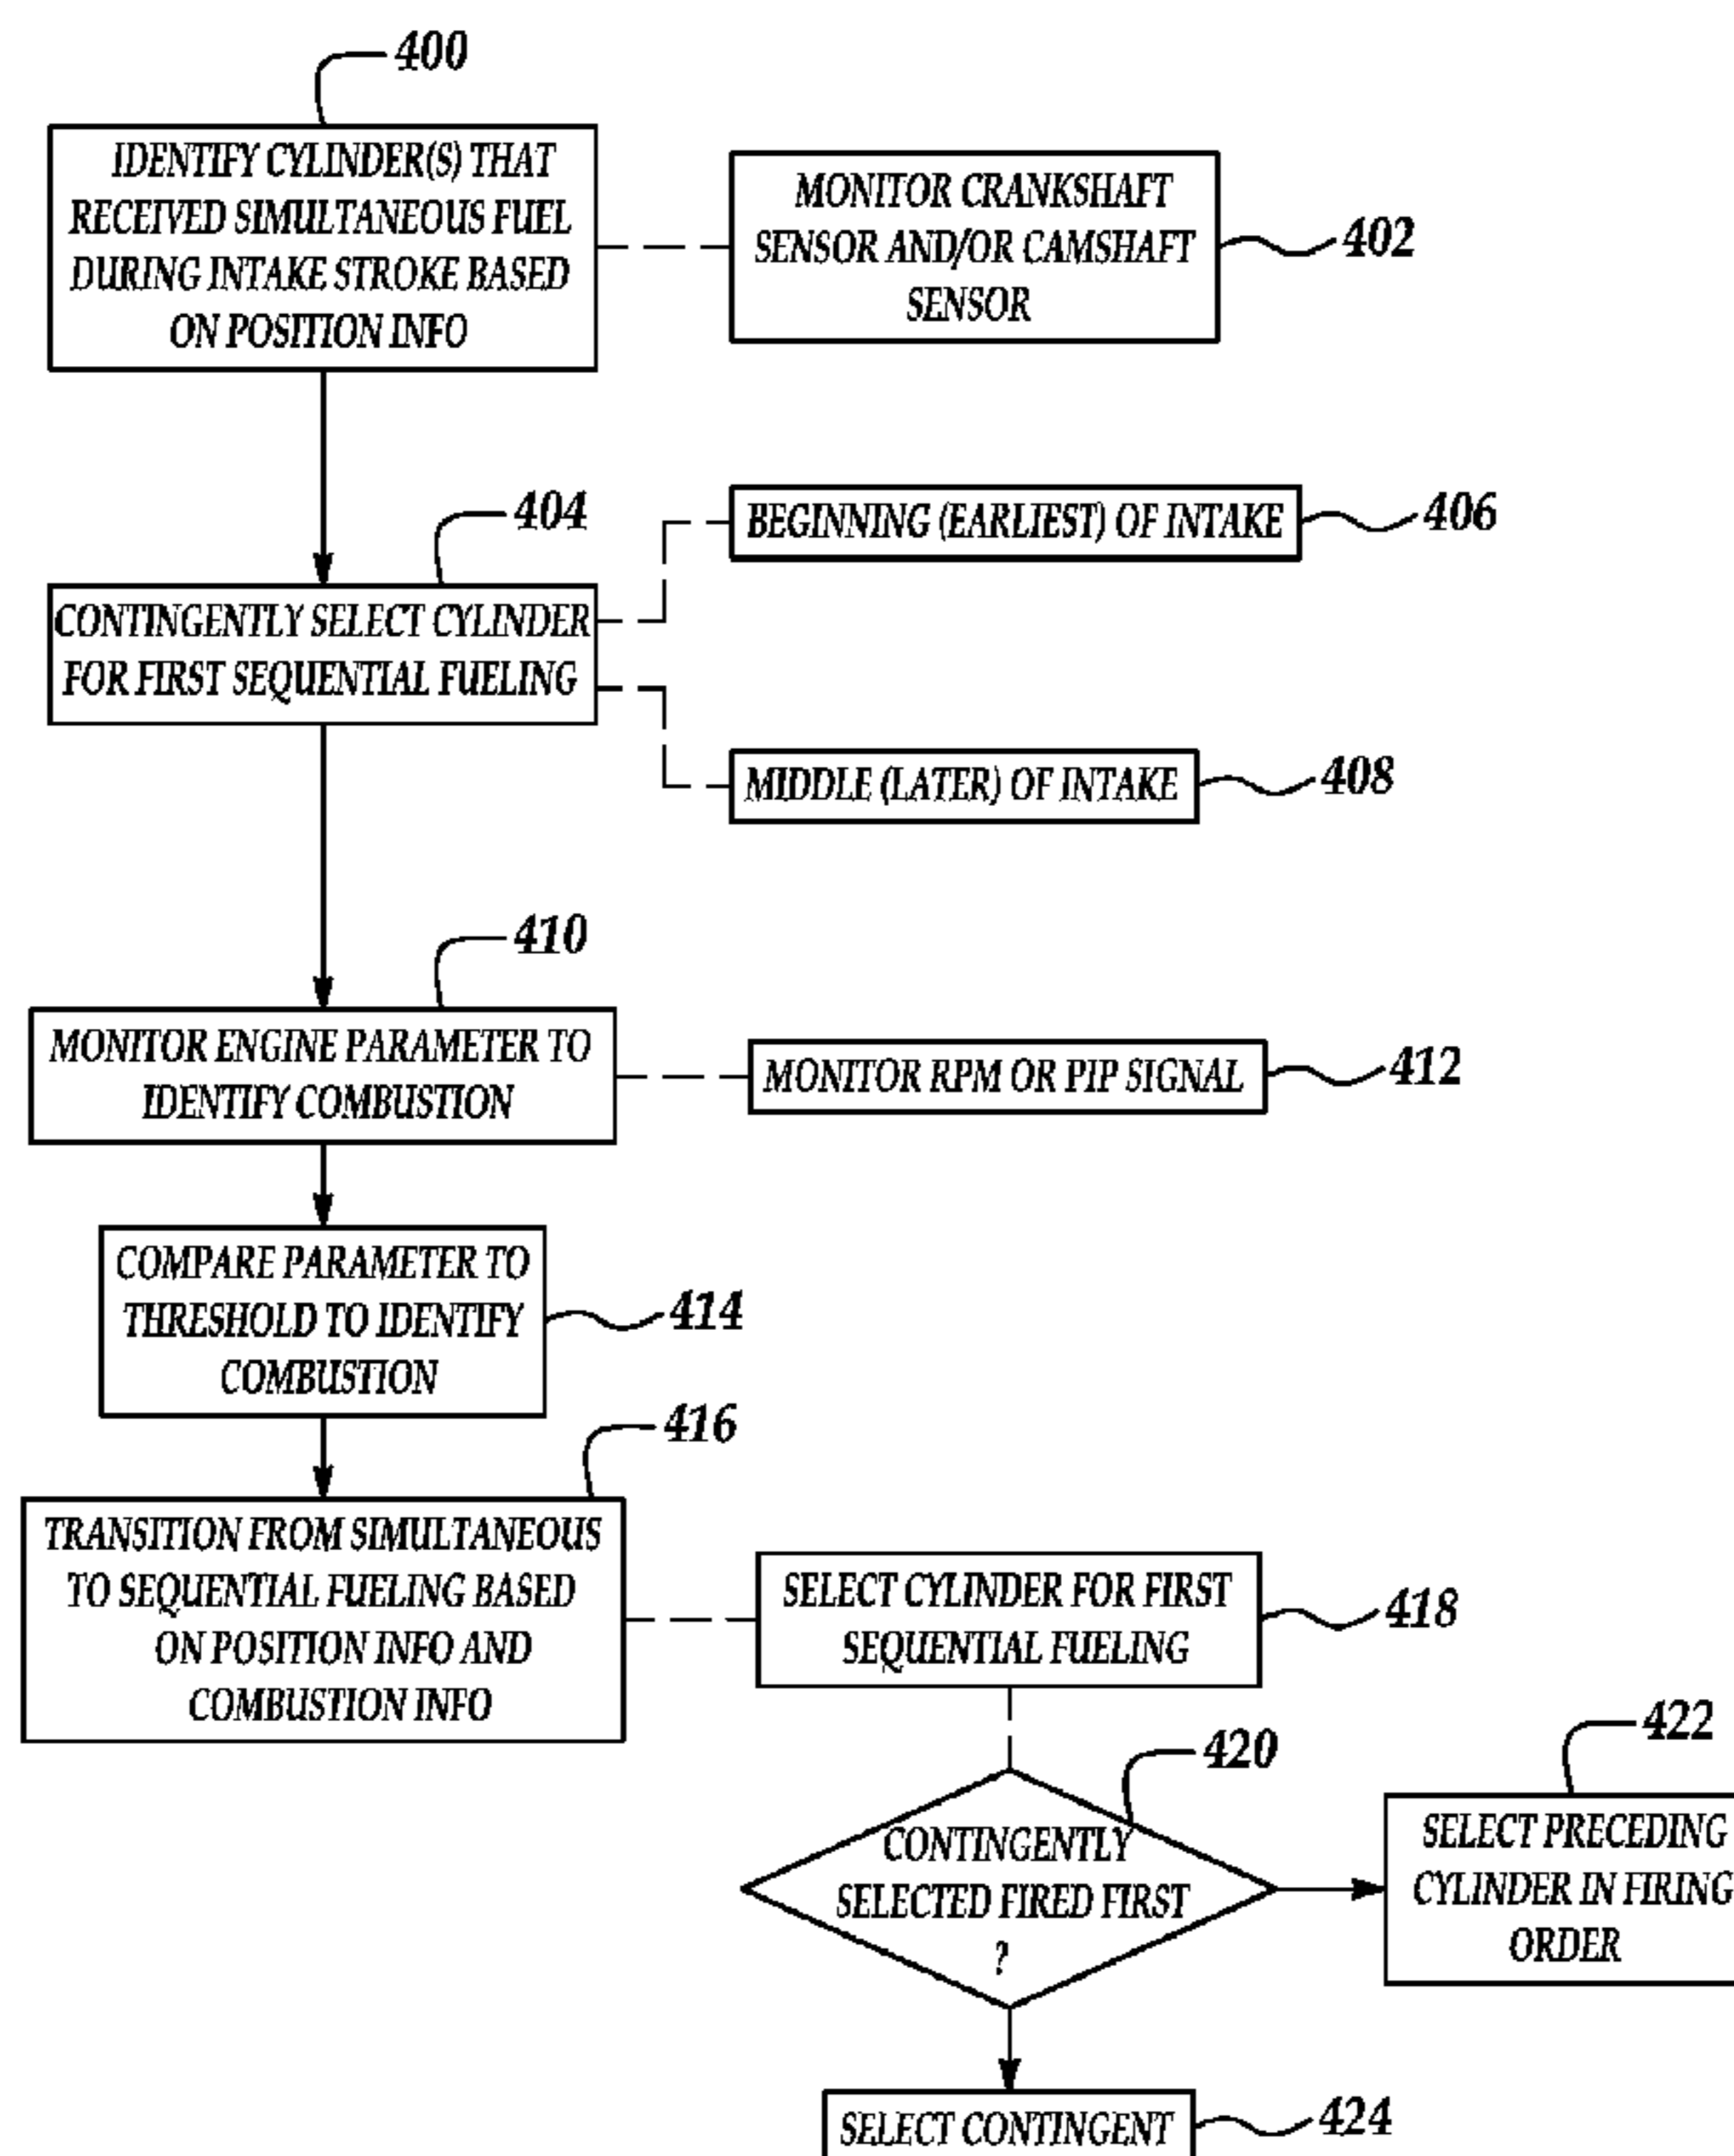 400
IDENTIFY CYLINDER(S) THAT
RECEIVED SIMULTANEOUS FUEL
DURING INTAKE STROKE BASED
ON POSITION INFO
MONITOR CRANKSHAFT
SENSOR AND/OR CAMSHAFT
SENSOR
402
404
CONTINGENTLY SELECT CYLINDER
FOR FIRST SEQUENTIAL FUELING
BEGINNING (EARLIEST) OF INTAKE
406
MIDDLE (LATER) OF INTAKE
408
410
MONITOR ENGINE PARAMETER TO
IDENTIFY COMBUSTION
MONITOR RPM OR PIP SIGNAL
412
COMPARE PARAMETER TO
THRESHOLD TO IDENTIFY
COMBUSTION
414
416
TRANSITION FROM SIMULTANEOUS
TO SEQUENTIAL FUELING BASED
ON POSITION INFO AND
COMBUSTION INFO
SELECT CYLINDER FOR FIRST
SEQUENTIAL FUELING
418
420
CONTINGENTLY
SELECTED FIRED FIRST
?
422
SELECT PRECEDING
CYLINDER IN FIRING
ORDER
SELECT CONTINGENT
424